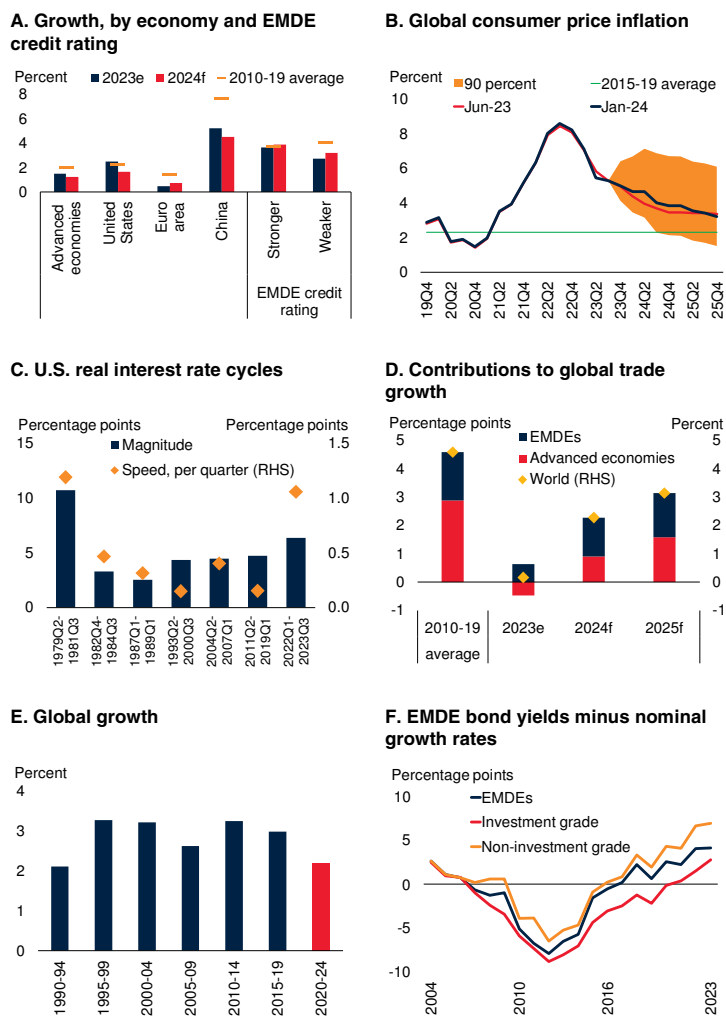 A. Growth, by economy and EMDE
credit rating
Percent
2023e
2024f
2010-19 average
8
6
4
2
0
Advanced
economies
United
States
Euro
area
China
Stronger
Weaker
EMDE credit
rating
B. Global consumer price inflation
Percent
90 percent
2015-19 average
Jun-23
Jan-24
10
8
6
4
2
0
19Q4
20Q2
20Q4
21Q2
21Q4
22Q2
22Q4
23Q2
23Q4
24Q2
24Q4
25Q2
25Q4
C. U.S. real interest rate cycles
Percentage points
Percentage points
Magnitude
Speed, per quarter (RHS)
15
10
5
0
1.5
1.0
0.5
0.0
1979Q2-
1981Q3
1982Q4-
1984Q3
1987Q1-
1989Q1
1993Q2-
2000Q3
2004Q2-
2007Q1
2011Q2-
2019Q1
2022Q1-
2023Q3
D. Contributions to global trade
growth
Percentage points
Percent
EMDEs
Advanced economies
World (RHS)
5
4
3
2
1
0
-1
5
4
3
2
1
0
-1
2010-19
average
2023e
2024f
2025f
E. Global growth
Percent
4
3
2
1
0
1990-94
1995-99
2000-04
2005-09
2010-14
2015-19
2020-24
F. EMDE bond yields minus nominal
growth rates
Percentage points
EMDEs
Investment grade
Non-investment grade
10
5
0
-5
-10
2004
2010
2016
2023